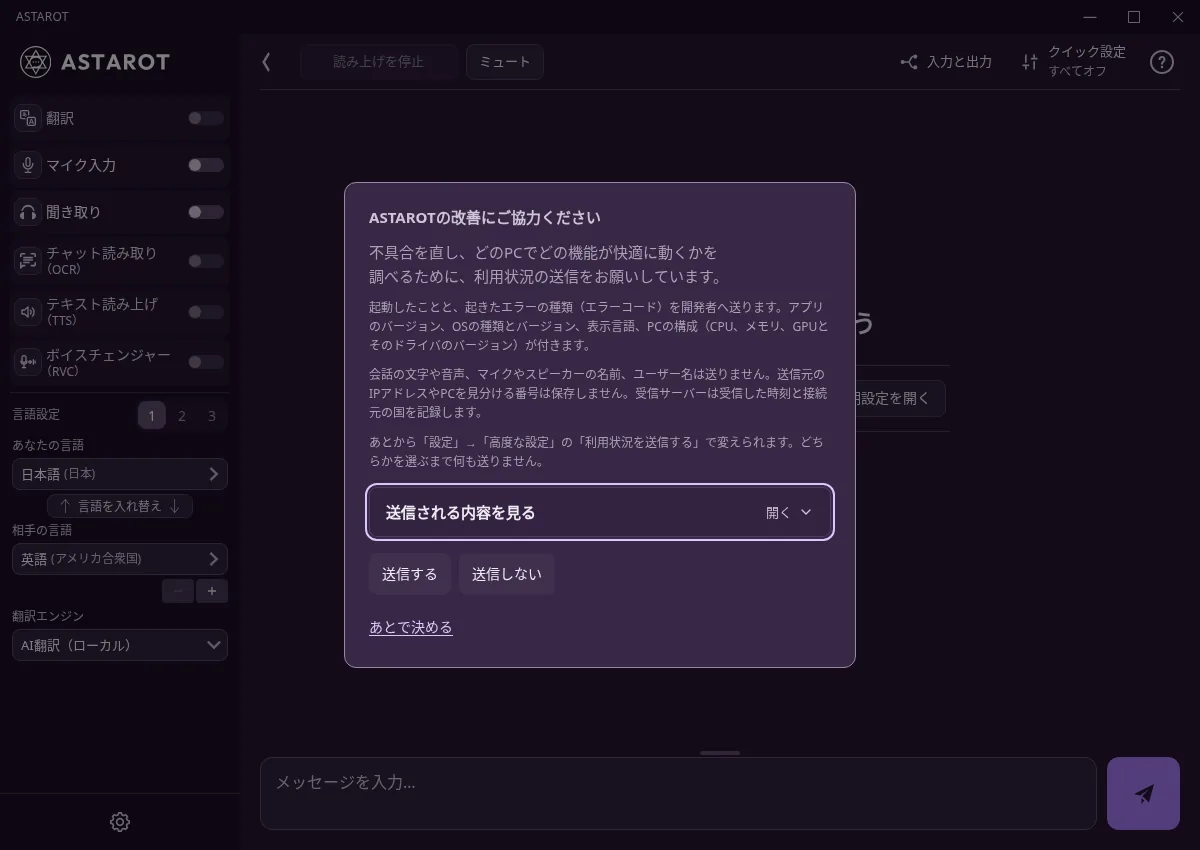 ASTAROT
ASTAROT
翻訳
マイク入力
聞き取り
チャット読み取り
(OCR)
テキスト読み上げ
(TTS)
ボイスチェンジャー
(RVC)
言語設定
1 2 3
あなたの言語
日本語 (日本)
↑ 言語を入れ替え ↓
相手の言語
英語 (アメリカ合衆国)
− +
翻訳エンジン
AI翻訳（ローカル）
読み上げを停止
ミュート
入力と出力
クイック設定
すべてオフ
?
う
設定を開く
ASTAROTの改善にご協力ください
不具合を直し、どのPCでどの機能が快適に動くかを
調べるために、利用状況の送信をお願いしています。
起動したことと、起きたエラーの種類（エラーコード）を開発者へ送ります。アプリ
のバージョン、OSの種類とバージョン、表示言語、PCの構成（CPU、メモリ、GPUと
そのドライバのバージョン）が付きます。
会話の文字や音声、マイクやスピーカーの名前、ユーザー名は送りません。送信元の
IPアドレスやPCを見分ける番号は保存しません。受信サーバーは受信した時刻と接続
元の国を記録します。
あとから「設定」→「高度な設定」の「利用状況を送信する」で変えられます。どち
らかを選ぶまで何も送りません。
送信される内容を見る
開く
送信する
送信しない
あとで決める
メッセージを入力...